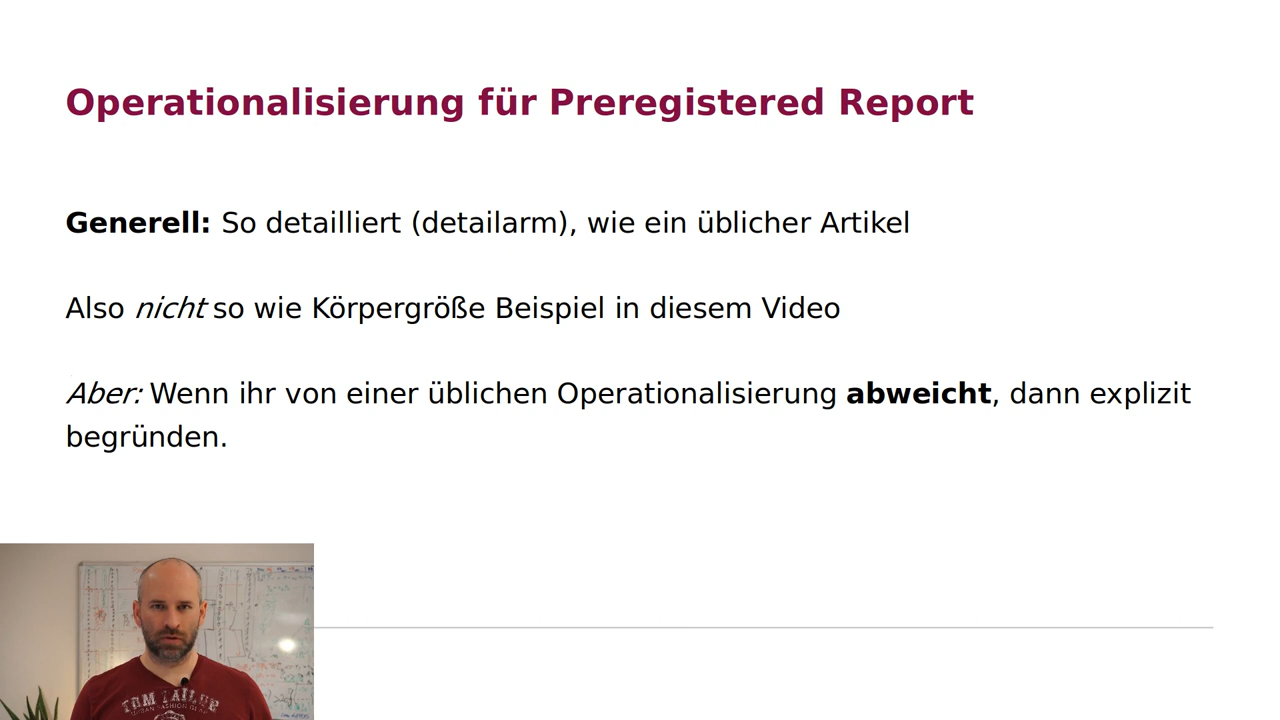 Operationalisierung für Preregistered Report
Generell: So detailliert (detailarm), wie ein üblicher Artikel
Also nicht so wie Körpergröße Beispiel in diesem Video
Aber: Wenn ihr von einer üblichen Operationalisierung abweicht, dann explizit
begründen.
TOM TAILOR